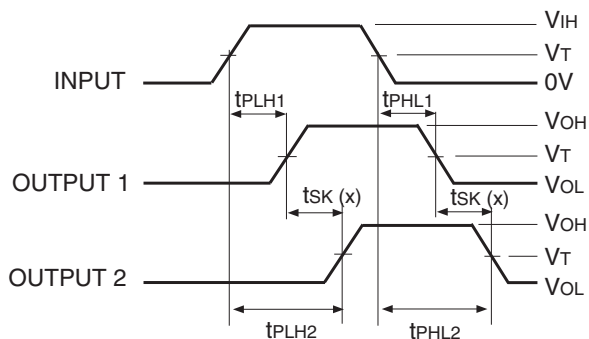 VIH
VT
INPUT
0V
tPLH1
tPHL1
VOH
VT
OUTPUT 1
VOL
tSK (x)
tSK (x)
VOH
VT
OUTPUT 2
VOL
tPLH2
tPHL2